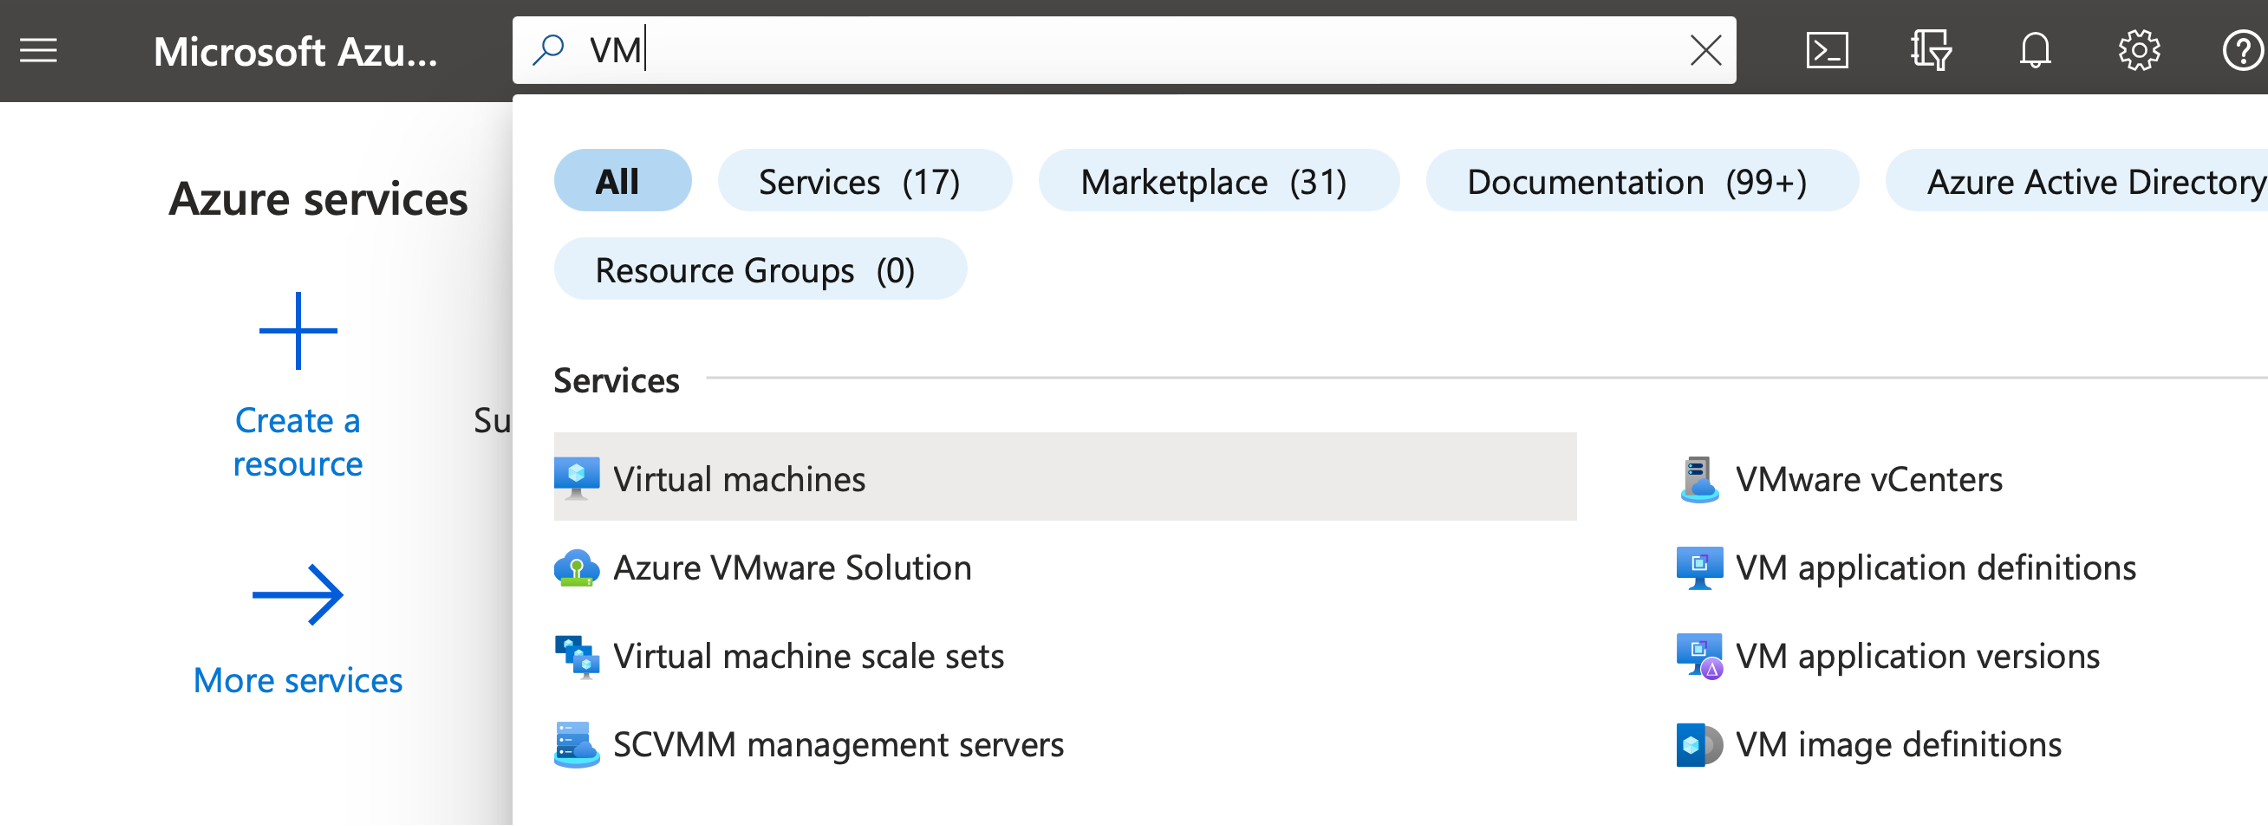 Microsoft Azu...
VM
All
Services (17)
Marketplace (31)
Documentation (99+)
Azure Active Directory
Resource Groups (0)
Azure services
Create a
resource
Su
More services
Services
Virtual machines
VMware vCenters
Azure VMware Solution
VM application definitions
Virtual machine scale sets
VM application versions
SCVMM management servers
VM image definitions